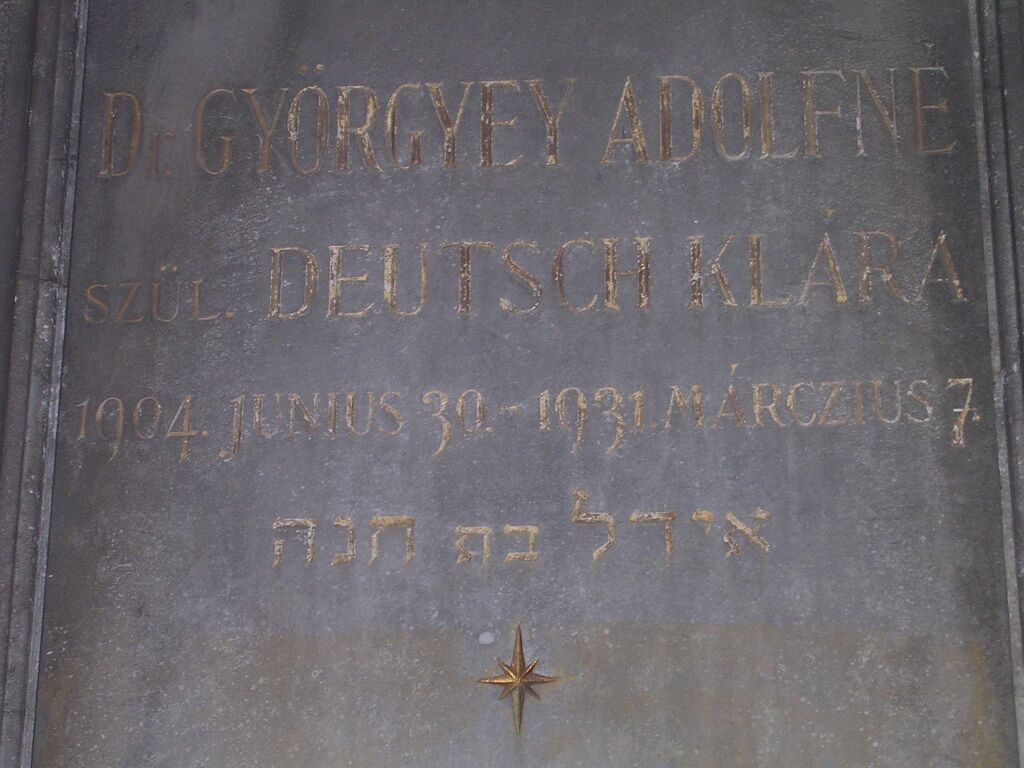 Dr. GYÖRGYEY ADOLFNÉ
SZÜL. DEUTSCH KLÁRA
1904. JUNIUS 30. - 1931. MÁRCZIUS 7.
אידל בת חנה